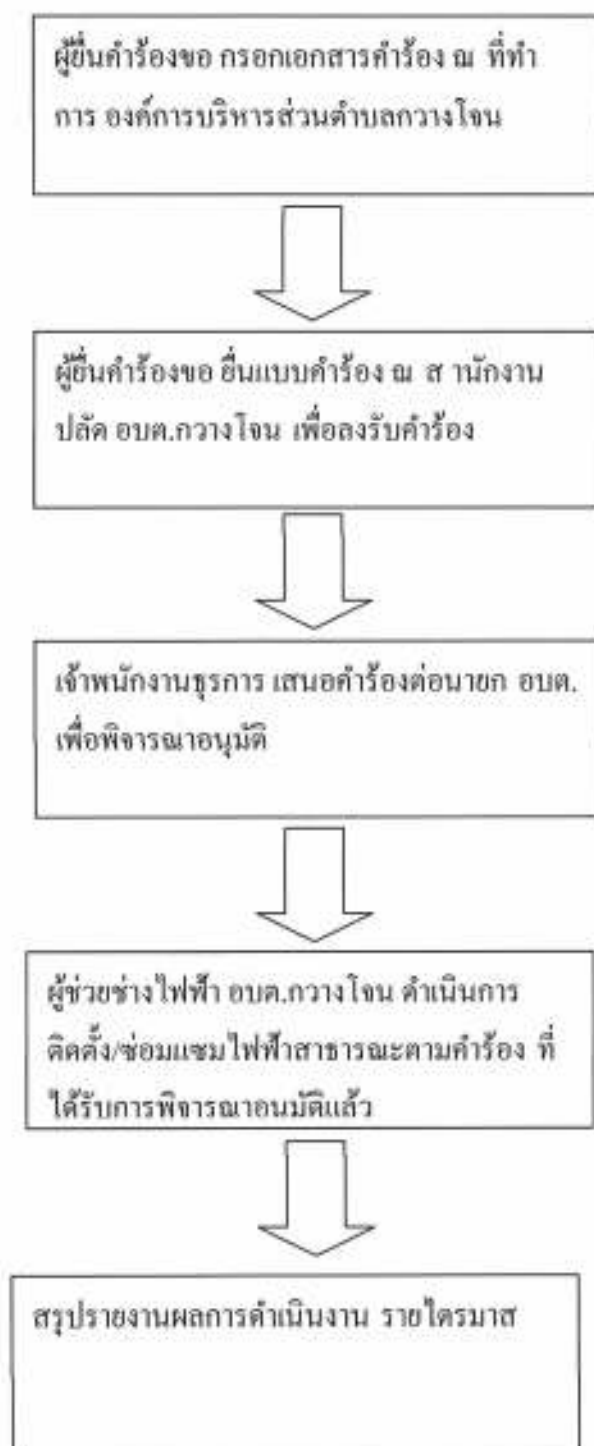 ผู้ยื่นคำร้องขอ กรอกเอกสารคำร้อง ณ ที่ทำ
การ องค์การบริหารส่วนตำบลกวางโจน
ผู้ยื่นคำร้องขอ ยื่นแบบคำร้อง ณ ส านักงาน
ปลัด อบต.กวางโจน เพื่อลงรับคำร้อง
เจ้าพนักงานธุรการ เสนอคำร้องต่อนายก อบต.
เพื่อพิจารณาอนุมัติ
ผู้ช่วยช่างไฟฟ้า อบต.กวางโจน ดำเนินการ
ติดตั้ง/ซ่อมแซมไฟฟ้าสาธารณะตามคำร้อง ที่
ได้รับการพิจารณาอนมัติแล้ว
สรุปรายงานผลการดำเนินงาน รายไตรมาส